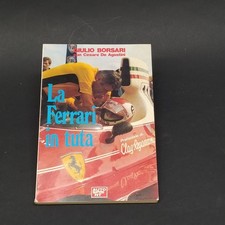 GIULIO BORSARI
con Cesare De Agostini
La
Ferrari
in tuta
Clay Regazzoni